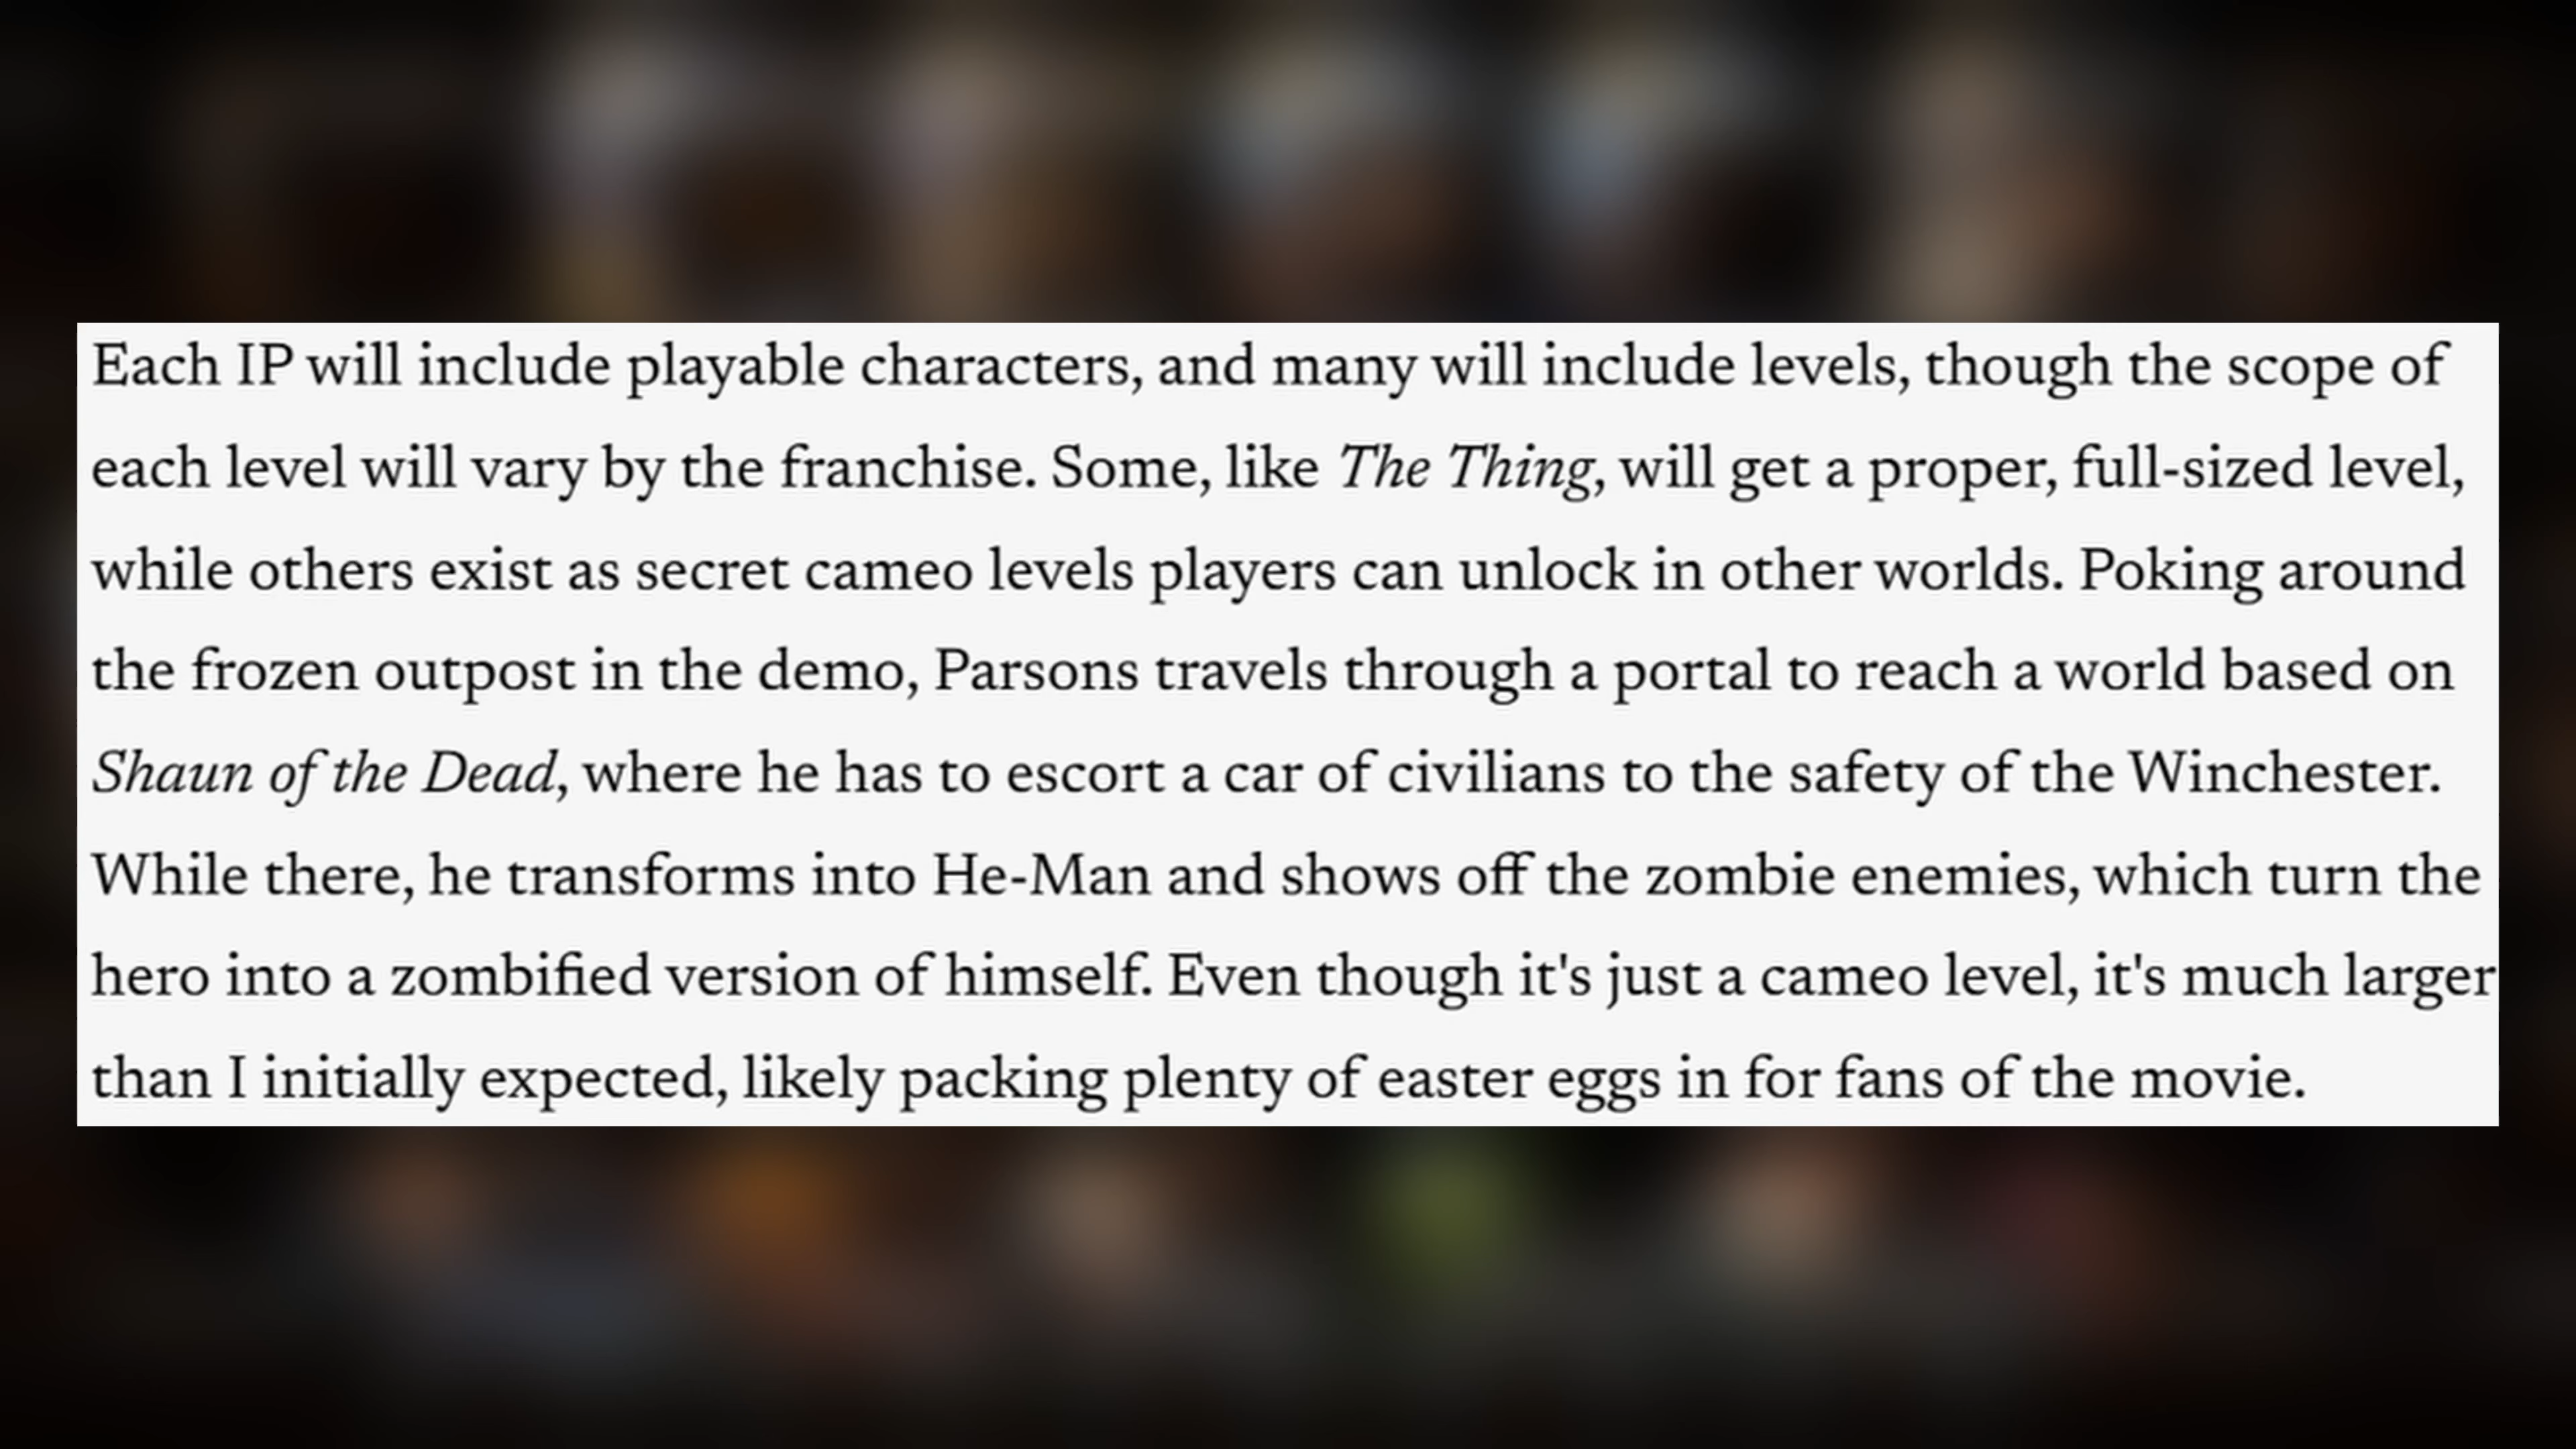 Each IP will include playable characters, and many will include levels, though the scope of
each level will vary by the franchise. Some, like The Thing, will get a proper, full-sized level,
while others exist as secret cameo levels players can unlock in other worlds. Poking around
the frozen outpost in the demo, Parsons travels through a portal to reach a world based on
Shaun of the Dead, where he has to escort a car of civilians to the safety of the Winchester.
While there, he transforms into He-Man and shows off the zombie enemies, which turn the
hero into a zombified version of himself. Even though it's just a cameo level, it's much larger
than I initially expected, likely packing plenty of easter eggs in for fans of the movie.